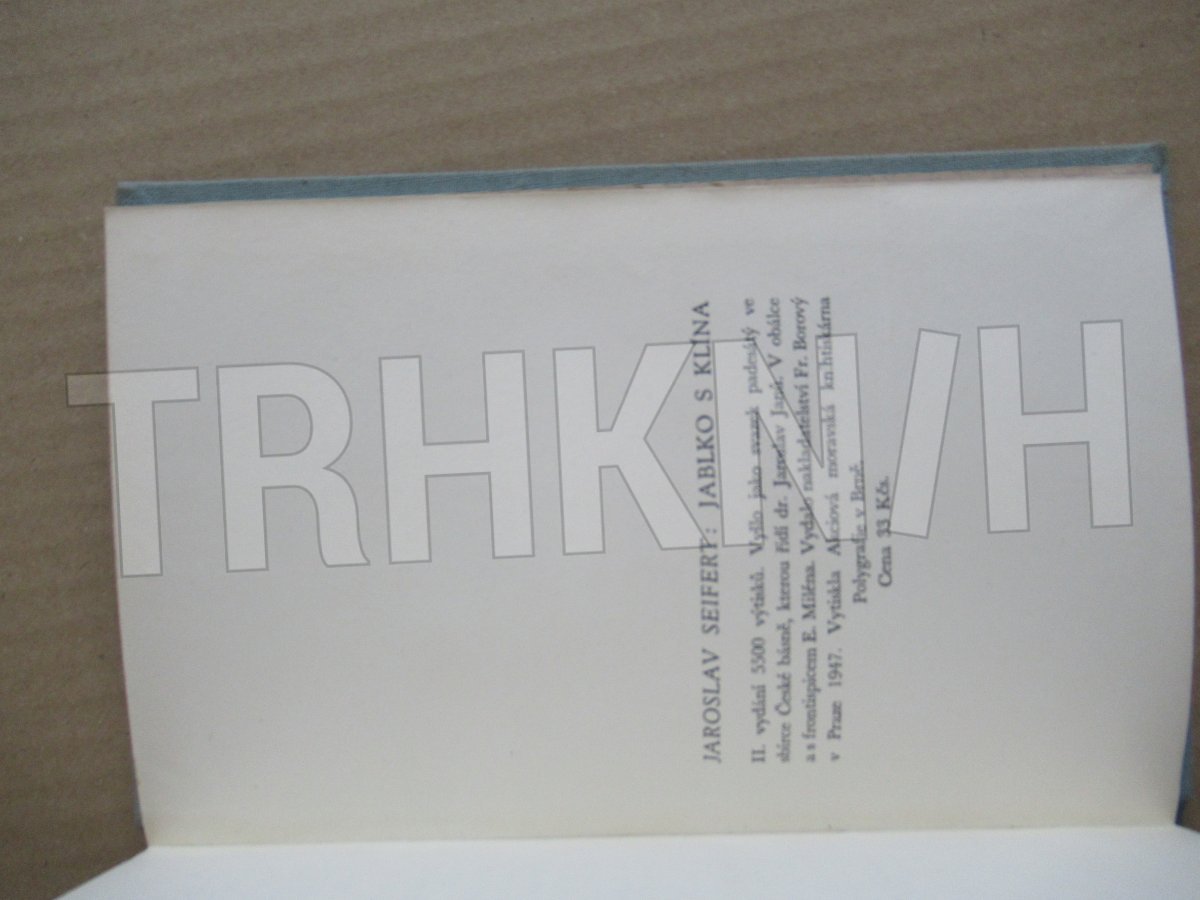 JAROSLAV SEIFERT: JABLKO S KLÍNA
II. vydání 5500 výtisků. Vyšlo jako svazek padesátý ve
sbírce České básně, kterou řídí dr. Jaroslav Janů. V obálce
a s frontispicem E. Miléna. Vydalo nakladatelství Fr. Borový
v Praze 1947. Vytiskla Akciová moravská knihtiskárna
Polygrafie v Brně.
Cena 33 Kčs.
TRHKNIH